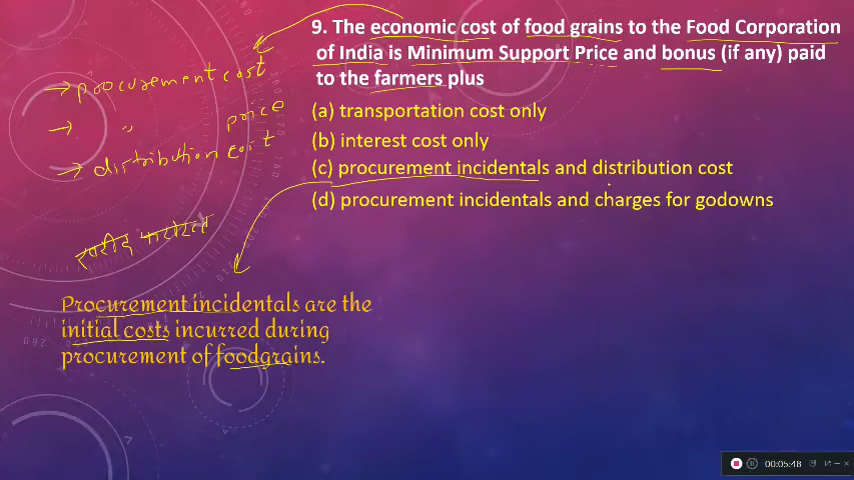 9. The economic cost of food grains to the Food Corporation
of India is Minimum Support Price and bonus (if any) paid
to the farmers plus
(a) transportation cost only
(b) interest cost only
(c) procurement incidentals and distribution cost
(d) procurement incidentals and charges for godowns
→ procurement cost
→ " price
→ distribution cost
Procurement incidentals are the
initial costs incurred during
procurement of foodgrains.
00:05:48